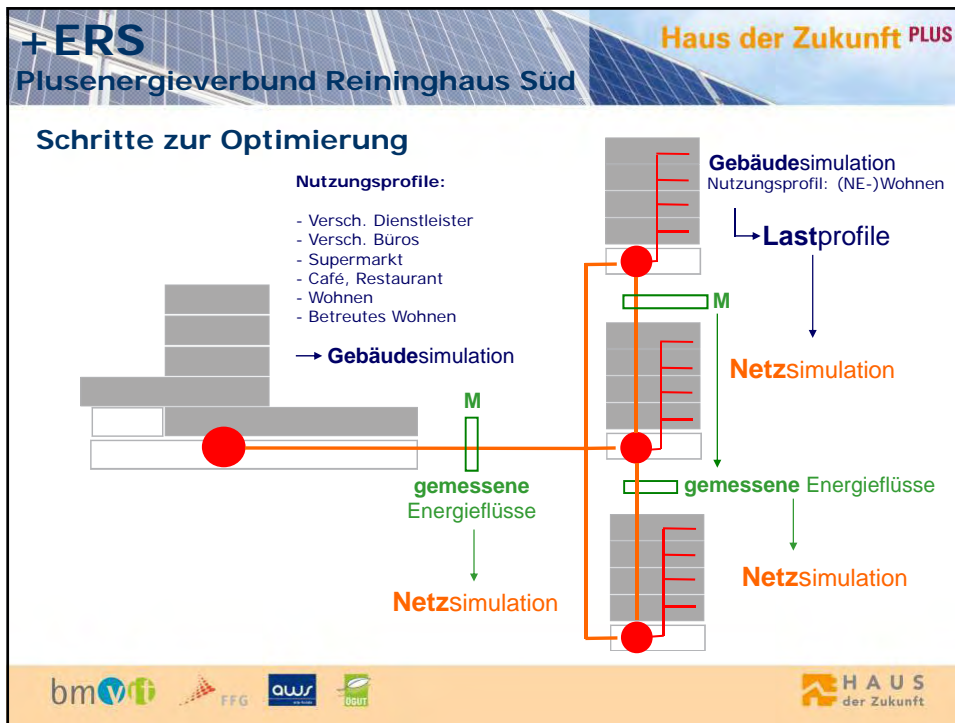 +ERS
Plusenergieverbund Reininghaus Süd
Haus der Zukunft PLUS
Schritte zur Optimierung
Nutzungsprofile:
- Versch. Dienstleister
- Versch. Büros
- Supermarkt
- Café, Restaurant
- Wohnen
- Betreutes Wohnen
Gebäudesimulation
Gebäudesimulation
Nutzungsprofil: (NE-)Wohnen
Lastprofile
M
Netzsimulation
M
gemessene
Energieflüsse
Netzsimulation
gemessene Energieflüsse
Netzsimulation
bmvit
FFG
aws
ÖGUT
HAUS
der Zukunft